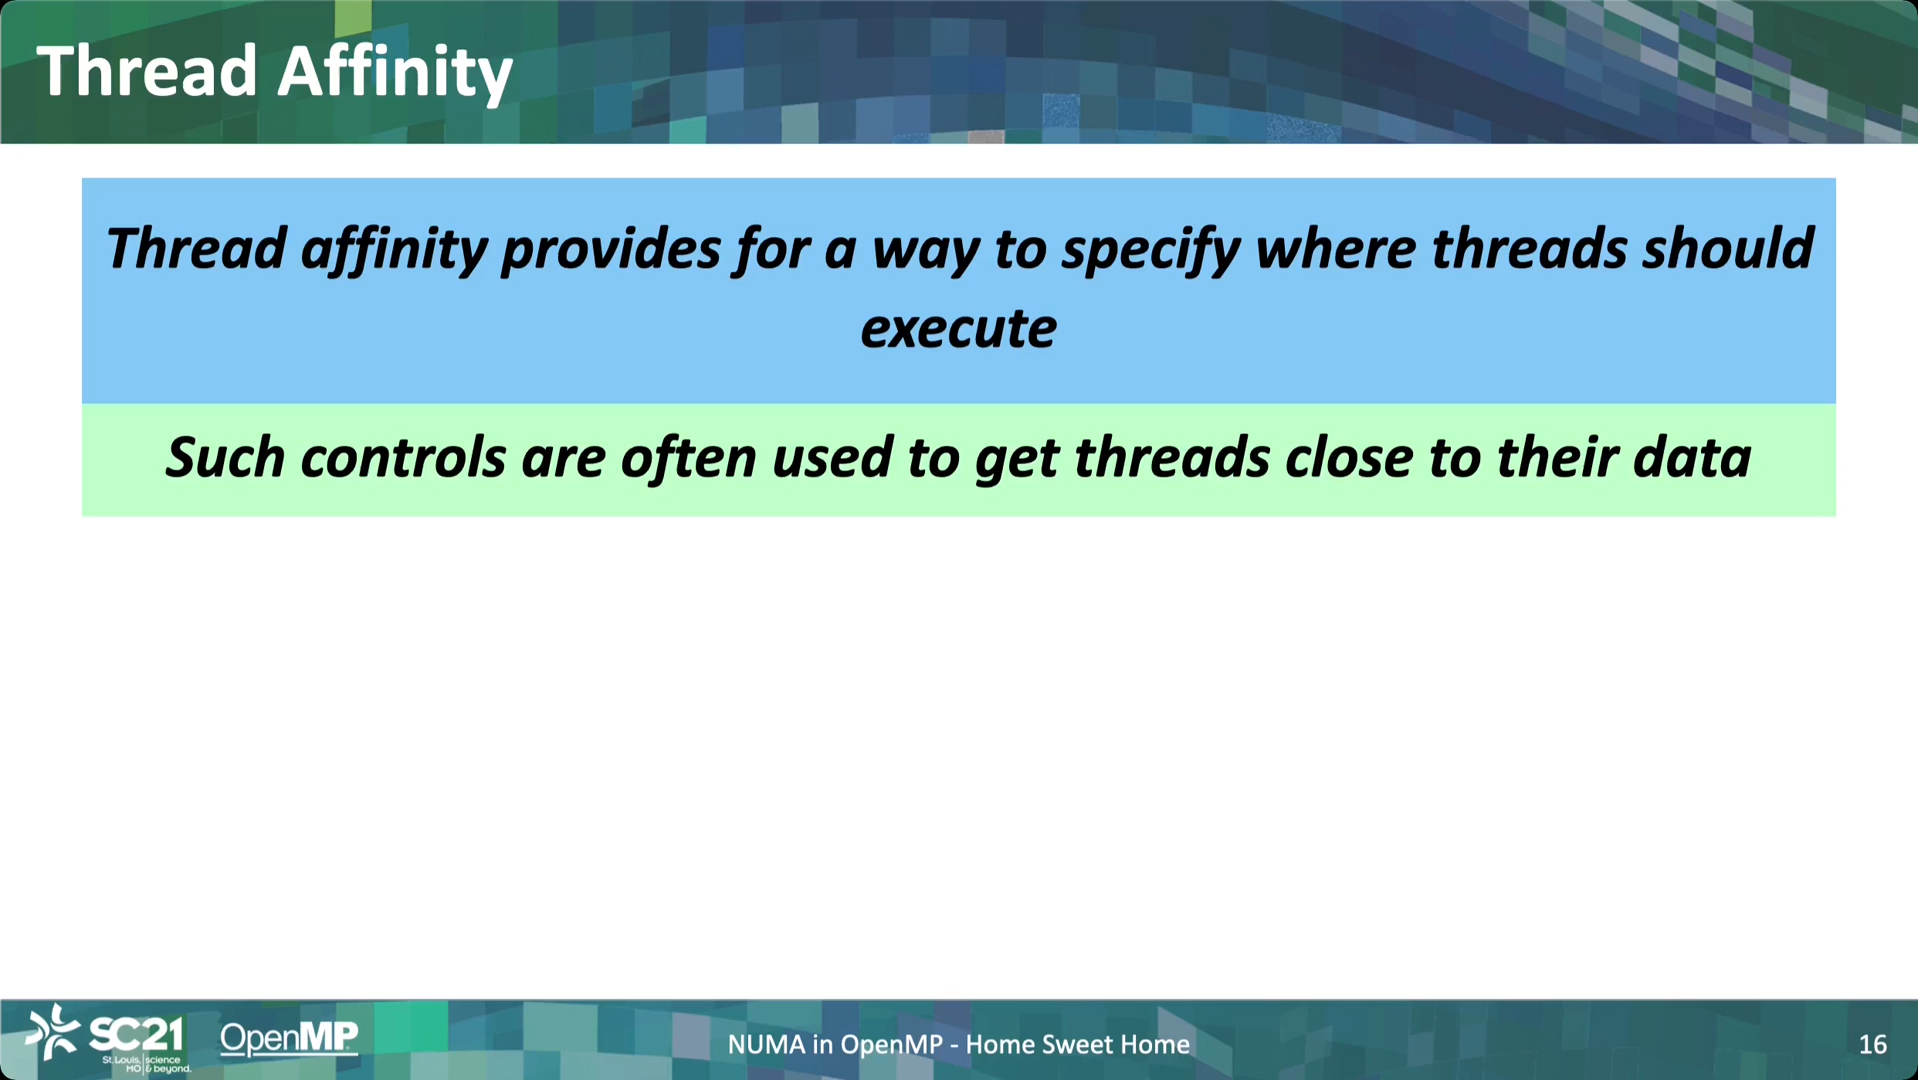 Thread Affinity
Thread affinity provides for a way to specify where threads should
execute
Such controls are often used to get threads close to their data
SC21
St. Louis, science
MO & beyond.
OpenMP
NUMA in OpenMP - Home Sweet Home
16